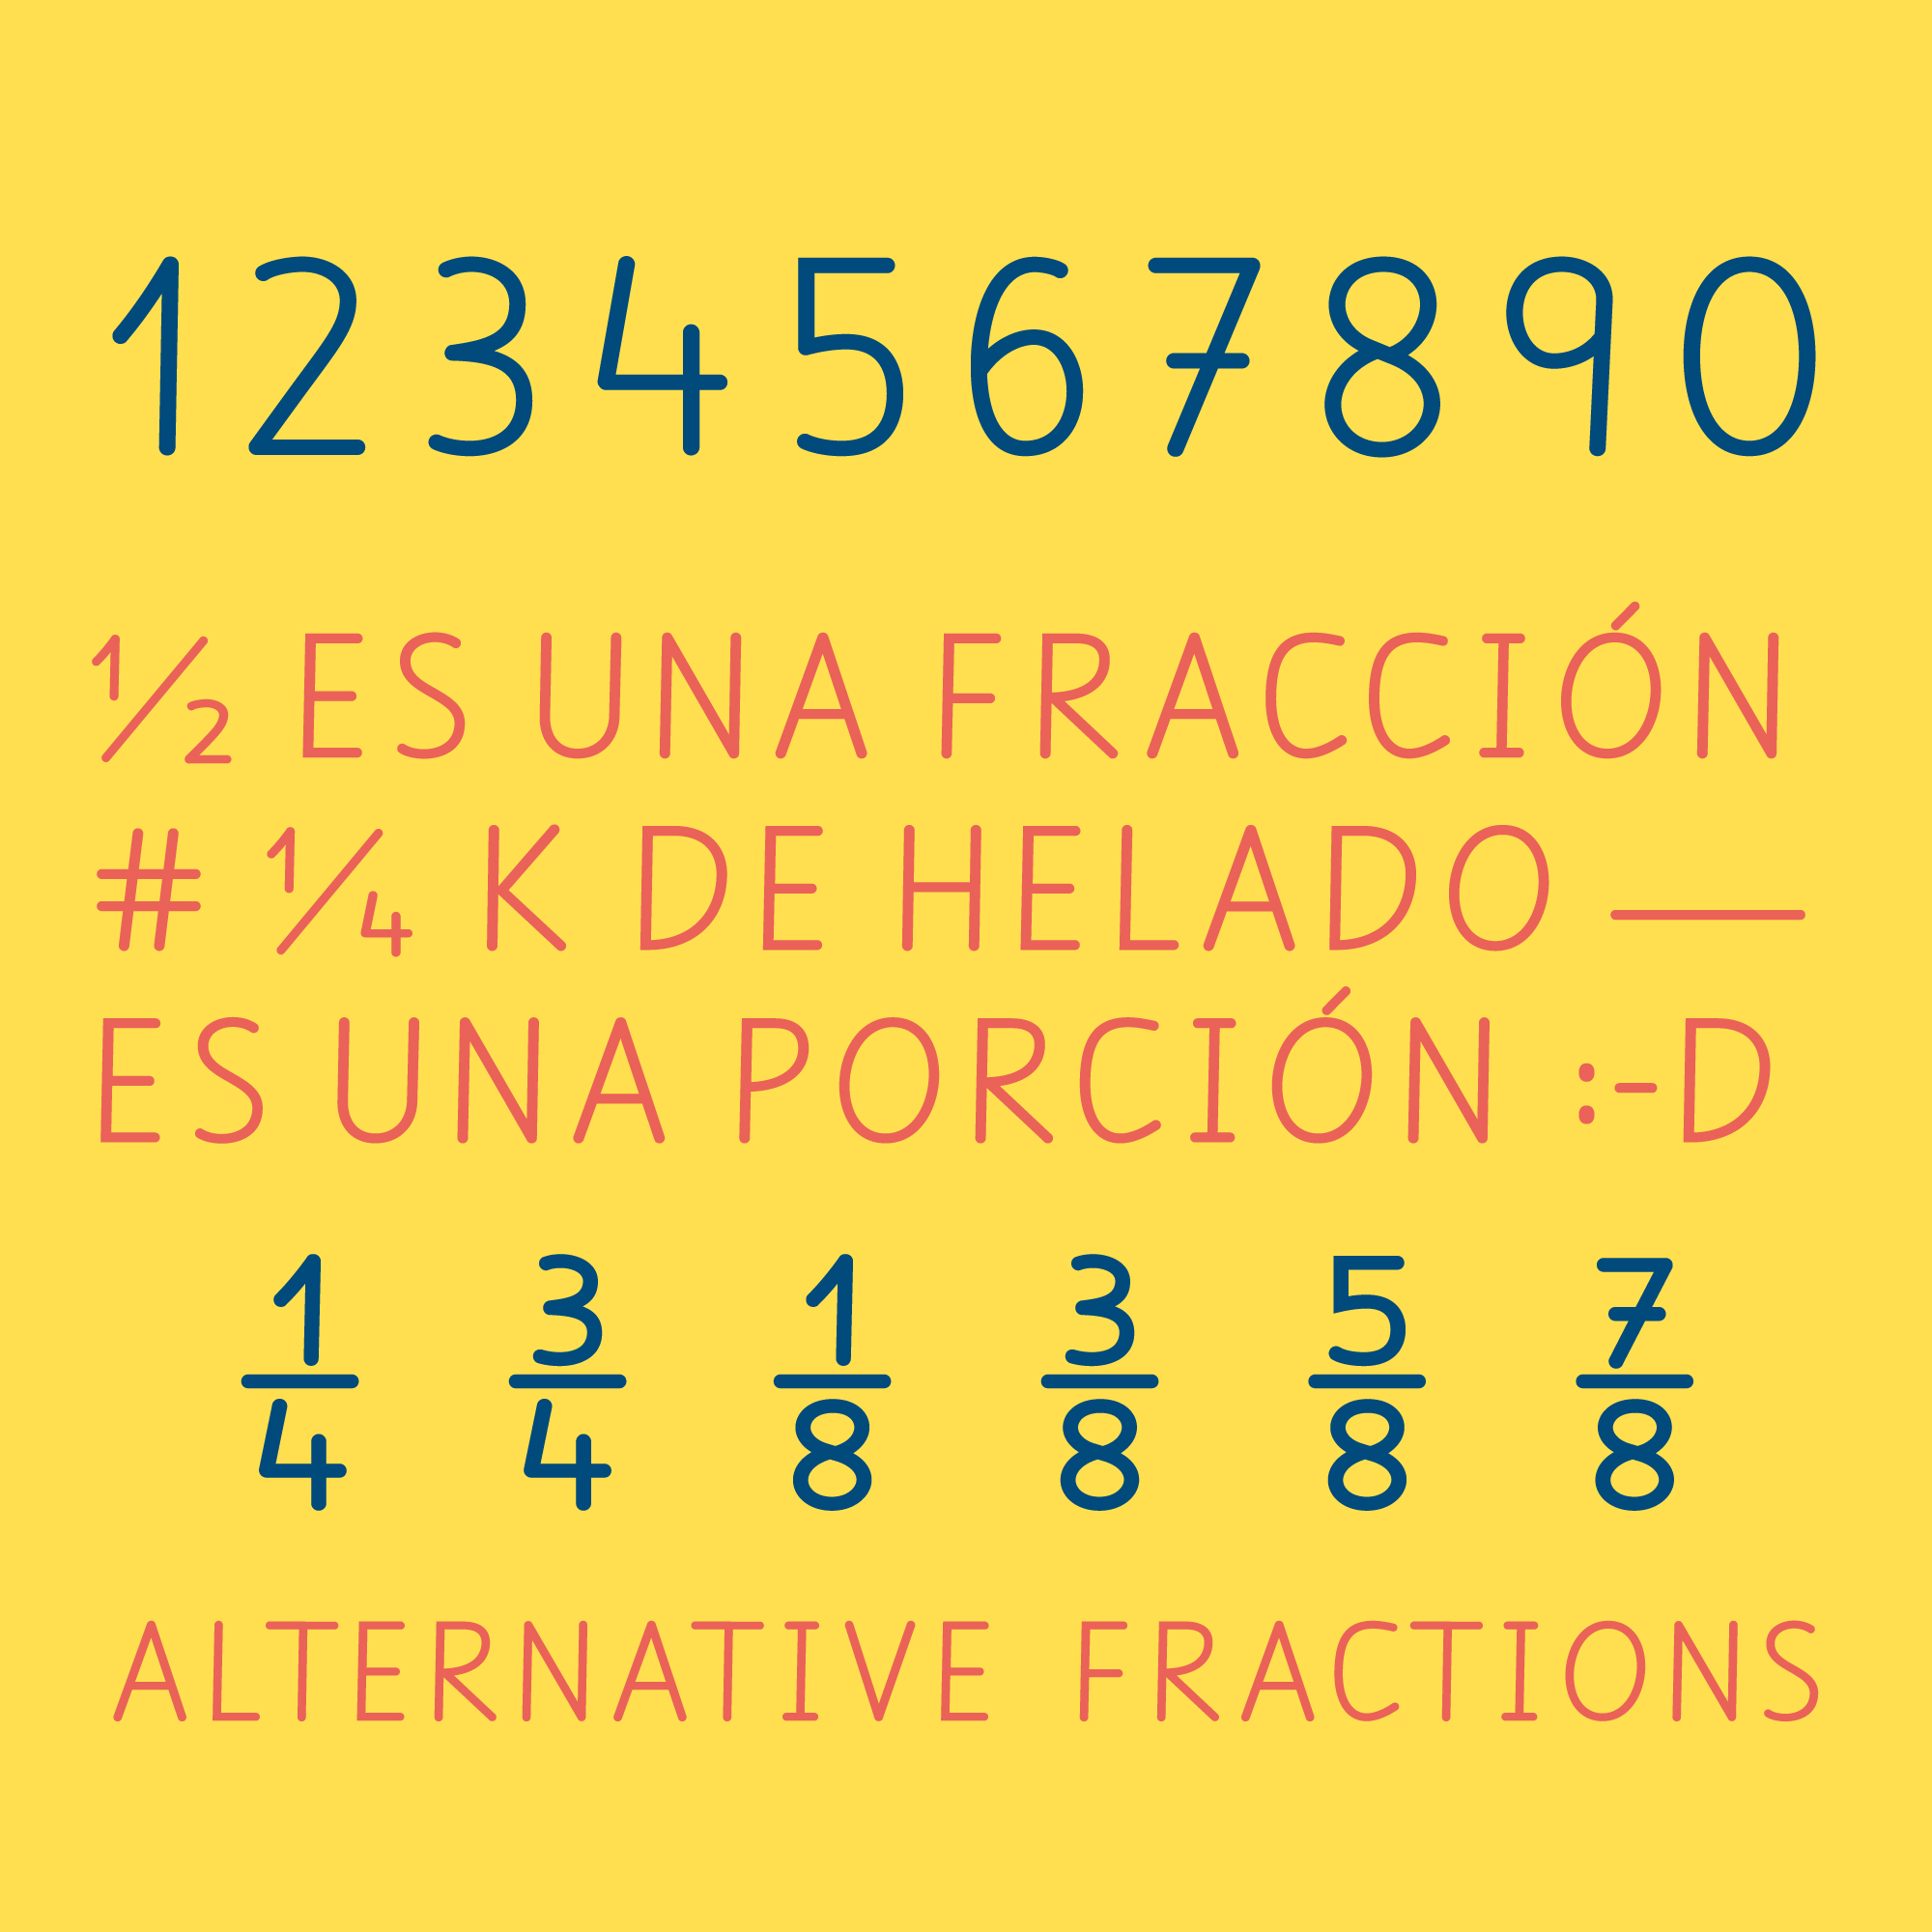 1234567890
½ ES UNA FRACCIÓN
# ¼ K DE HELADO —
ES UNA PORCIÓN :-D
1/4 3/4 1/8 3/8 5/8 7/8
ALTERNATIVE FRACTIONS